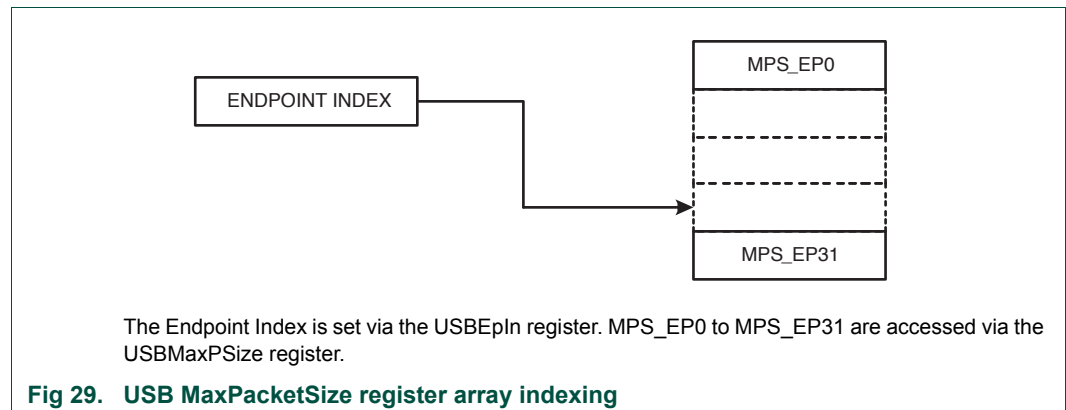 MPS_EP0
ENDPOINT INDEX
MPS_EP31
The Endpoint Index is set via the USBEpIn register. MPS_EP0 to MPS_EP31 are accessed via the
USBMaxPSize register.
Fig 29. USB MaxPacketSize register array indexing